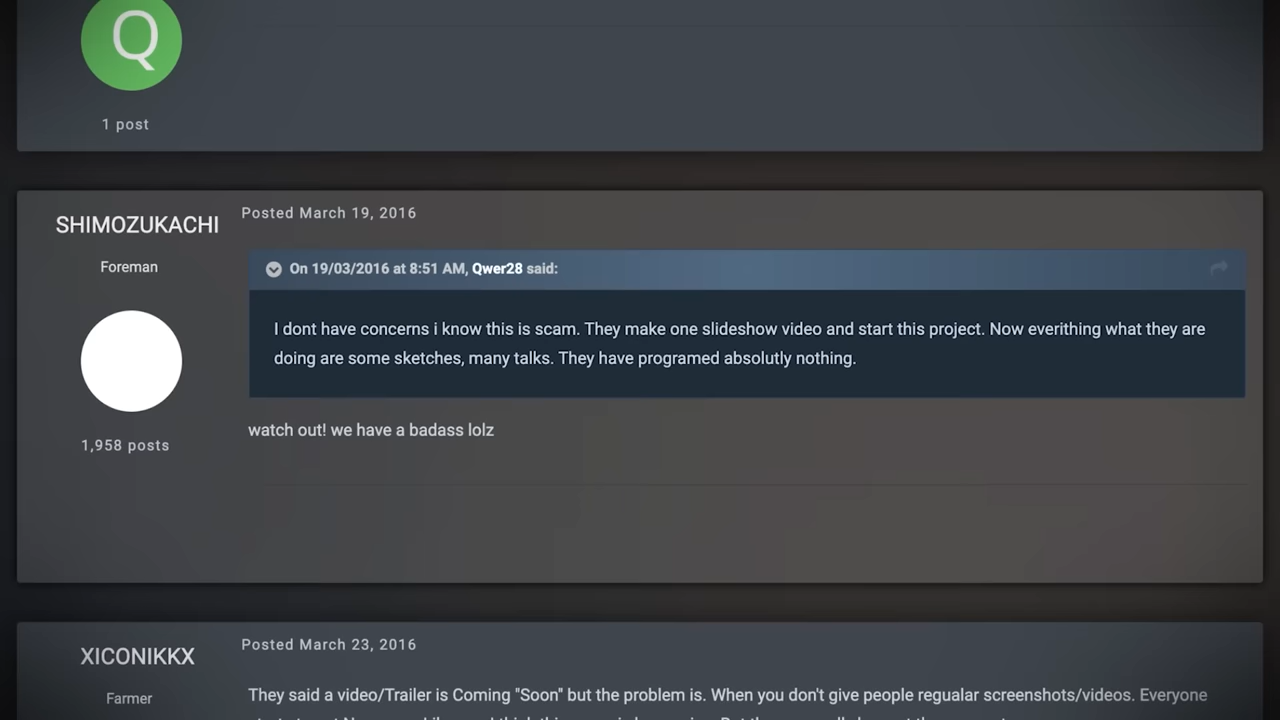 Q
1 post
SHIMOZUKACHI
Posted March 19, 2016
Foreman
On 19/03/2016 at 8:51 AM, Qwer28 said:
I dont have concerns i know this is scam. They make one slideshow video and start this project. Now everithing what they are
doing are some sketches, many talks. They have programed absolutly nothing.
1,958 posts
watch out! we have a badass lolz
XICONIKKX
Posted March 23, 2016
Farmer
They said a video/Trailer is Coming "Soon" but the problem is. When you don't give people regualar screenshots/videos. Everyone